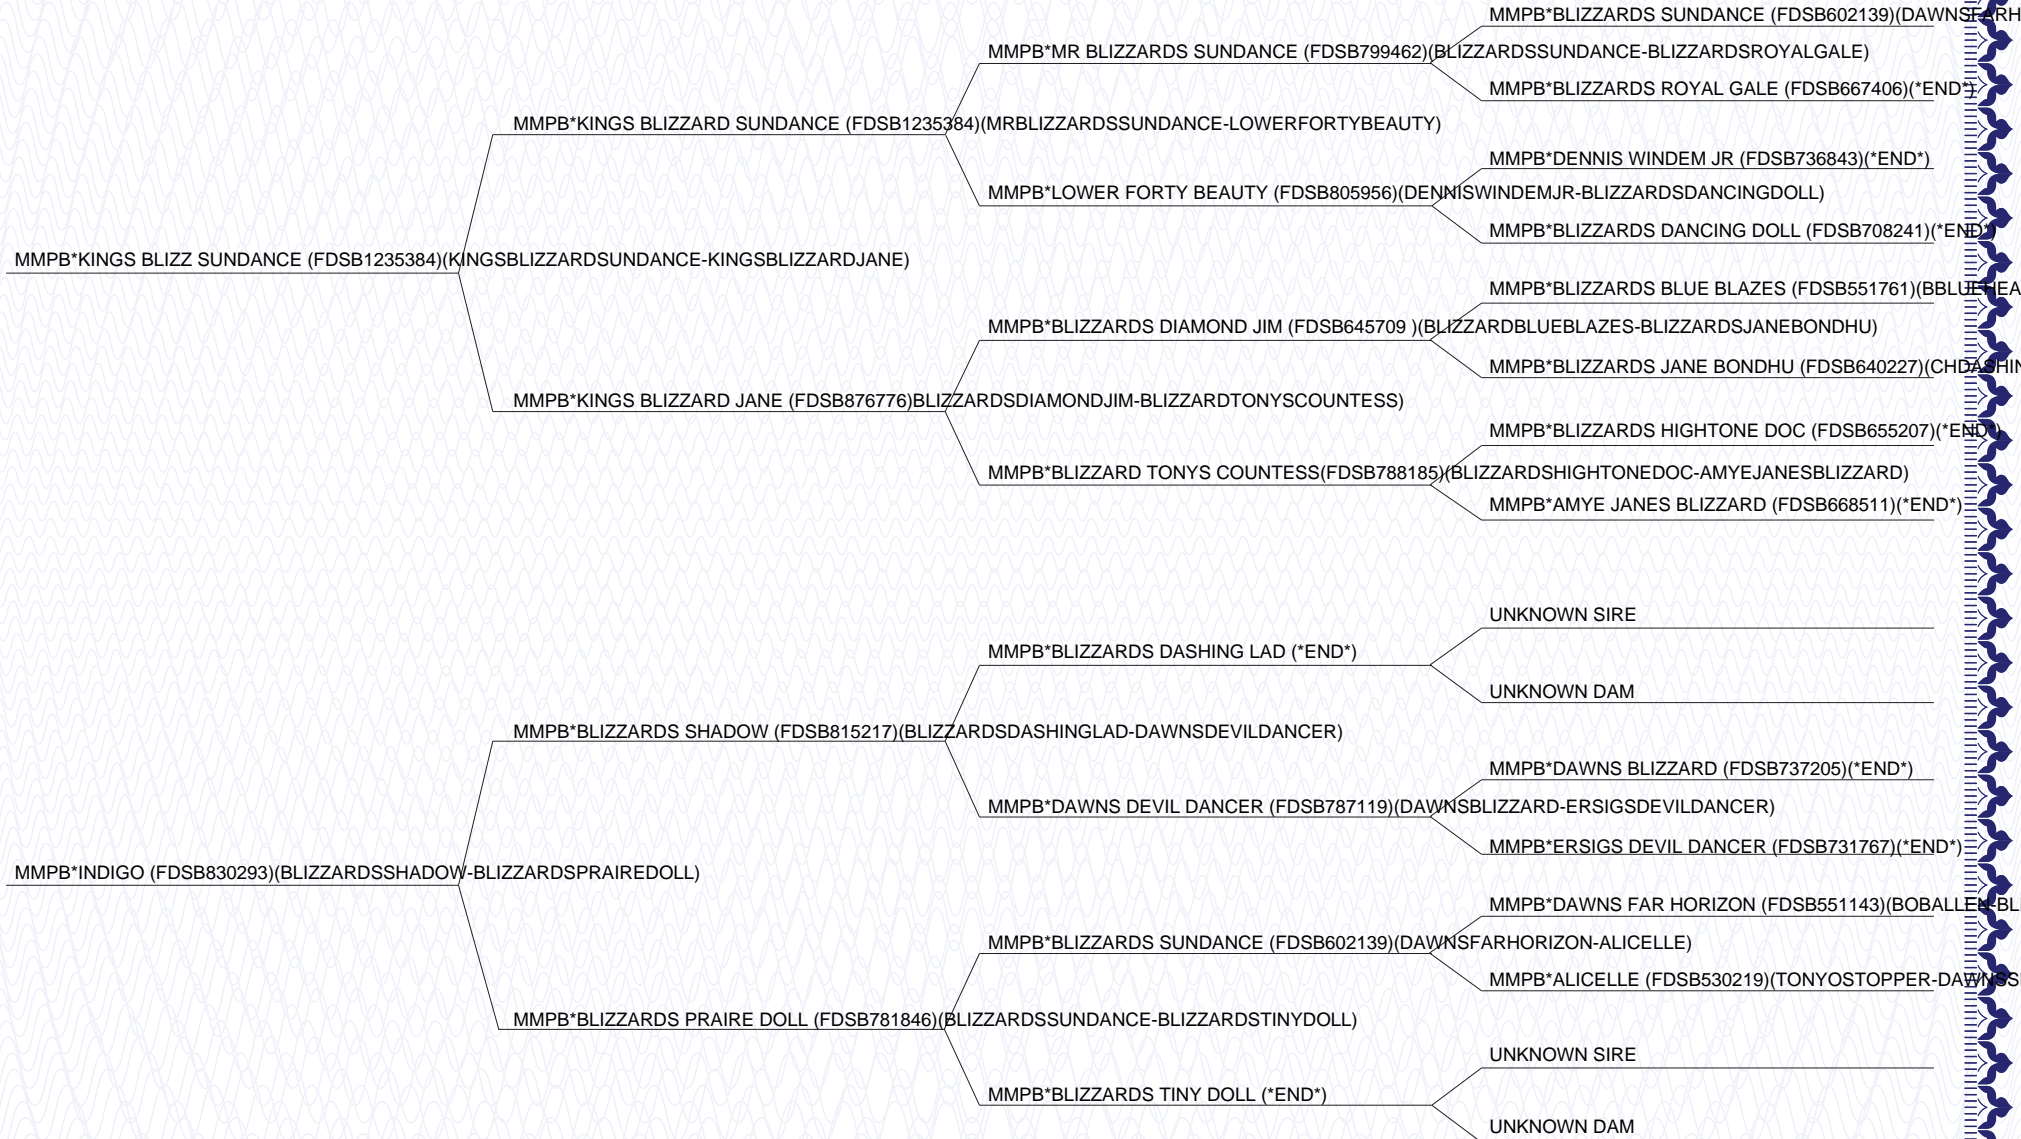 MMPB*BLIZZARDS SUNDANCE (FDSB602139)(DAWNSFARH
MMPB*MR BLIZZARDS SUNDANCE (FDSB799462)(BLIZZARDSSUNDANCE-BLIZZARDSROYALGALE)
MMPB*BLIZZARDS ROYAL GALE (FDSB667406)(*END*)
MMPB*KINGS BLIZZARD SUNDANCE (FDSB1235384)(MRBLIZZARDSSUNDANCE-LOWERFORTYBEAUTY)
MMPB*DENNIS WINDEM JR (FDSB736843)(*END*)
MMPB*LOWER FORTY BEAUTY (FDSB805956)(DENNISWINDEMJR-BLIZZARDSDANCINGDOLL)
MMPB*BLIZZARDS DANCING DOLL (FDSB708241)(*END*)
MMPB*KINGS BLIZZ SUNDANCE (FDSB1235384)(KINGSBLIZZARDSUNDANCE-KINGSBLIZZARDJANE)
MMPB*BLIZZARDS BLUE BLAZES (FDSB551761)(BBLUEHEA
MMPB*BLIZZARDS DIAMOND JIM (FDSB645709 )(BLIZZARDBLUEBLAZES-BLIZZARDSJANEBONDHU)
MMPB*BLIZZARDS JANE BONDHU (FDSB640227)(CHDASHIN
MMPB*KINGS BLIZZARD JANE (FDSB876776)BLIZZARDSDIAMONDJIM-BLIZZARDTONYSCOUNTESS)
MMPB*BLIZZARDS HIGHTONE DOC (FDSB655207)(*END*)
MMPB*BLIZZARD TONYS COUNTESS(FDSB788185)(BLIZZARDSHIGHTONEDOC-AMYEJANESBLIZZARD)
MMPB*AMYE JANES BLIZZARD (FDSB668511)(*END*)
UNKNOWN SIRE
MMPB*BLIZZARDS DASHING LAD (*END*)
UNKNOWN DAM
MMPB*BLIZZARDS SHADOW (FDSB815217)(BLIZZARDSDASHINGLAD-DAWNSDEVILDANCER)
MMPB*DAWNS BLIZZARD (FDSB737205)(*END*)
MMPB*DAWNS DEVIL DANCER (FDSB787119)(DAWNSBLIZZARD-ERSIGSDEVILDANCER)
MMPB*ERSIGS DEVIL DANCER (FDSB731767)(*END*)
MMPB*INDIGO (FDSB830293)(BLIZZARDSSHADOW-BLIZZARDSPRAIREDOLL)
MMPB*DAWNS FAR HORIZON (FDSB551143)(BOBALLEN-BL
MMPB*BLIZZARDS SUNDANCE (FDSB602139)(DAWNSFARHORIZON-ALICELLE)
MMPB*ALICELLE (FDSB530219)(TONYOSTOPPER-DAWNSS
MMPB*BLIZZARDS PRAIRE DOLL (FDSB781846)(BLIZZARDSSUNDANCE-BLIZZARDSTINYDOLL)
UNKNOWN SIRE
MMPB*BLIZZARDS TINY DOLL (*END*)
UNKNOWN DAM